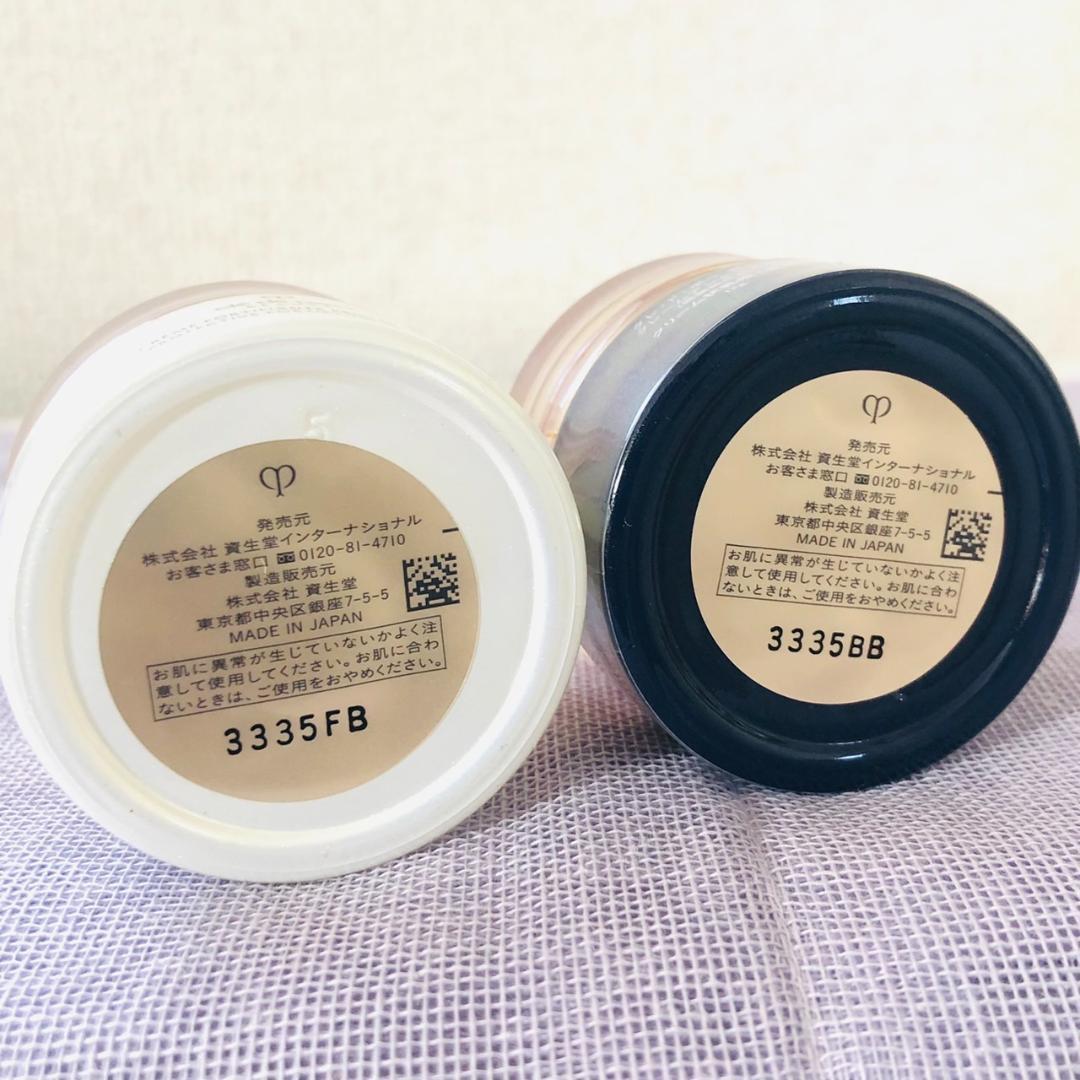 5
発売元
株式会社 資生堂インターナショナル
お客さま窓口 0120-81-4710
製造販売元
株式会社 資生堂
東京都中央区銀座7-5-5
MADE IN JAPAN
お肌に異常が生じていないかよく注
意して使用してください。お肌に合わ
ないときは、ご使用をおやめください。
3335FB
発売元
株式会社 資生堂インターナショナル
お客さま窓口 0120-81-4710
製造販売元
株式会社 資生堂
東京都中央区銀座7-5-5
MADE IN JAPAN
お肌に異常が生じていないかよく注
意して使用してください。お肌に合わ
ないときは、ご使用をおやめください。
3335BB